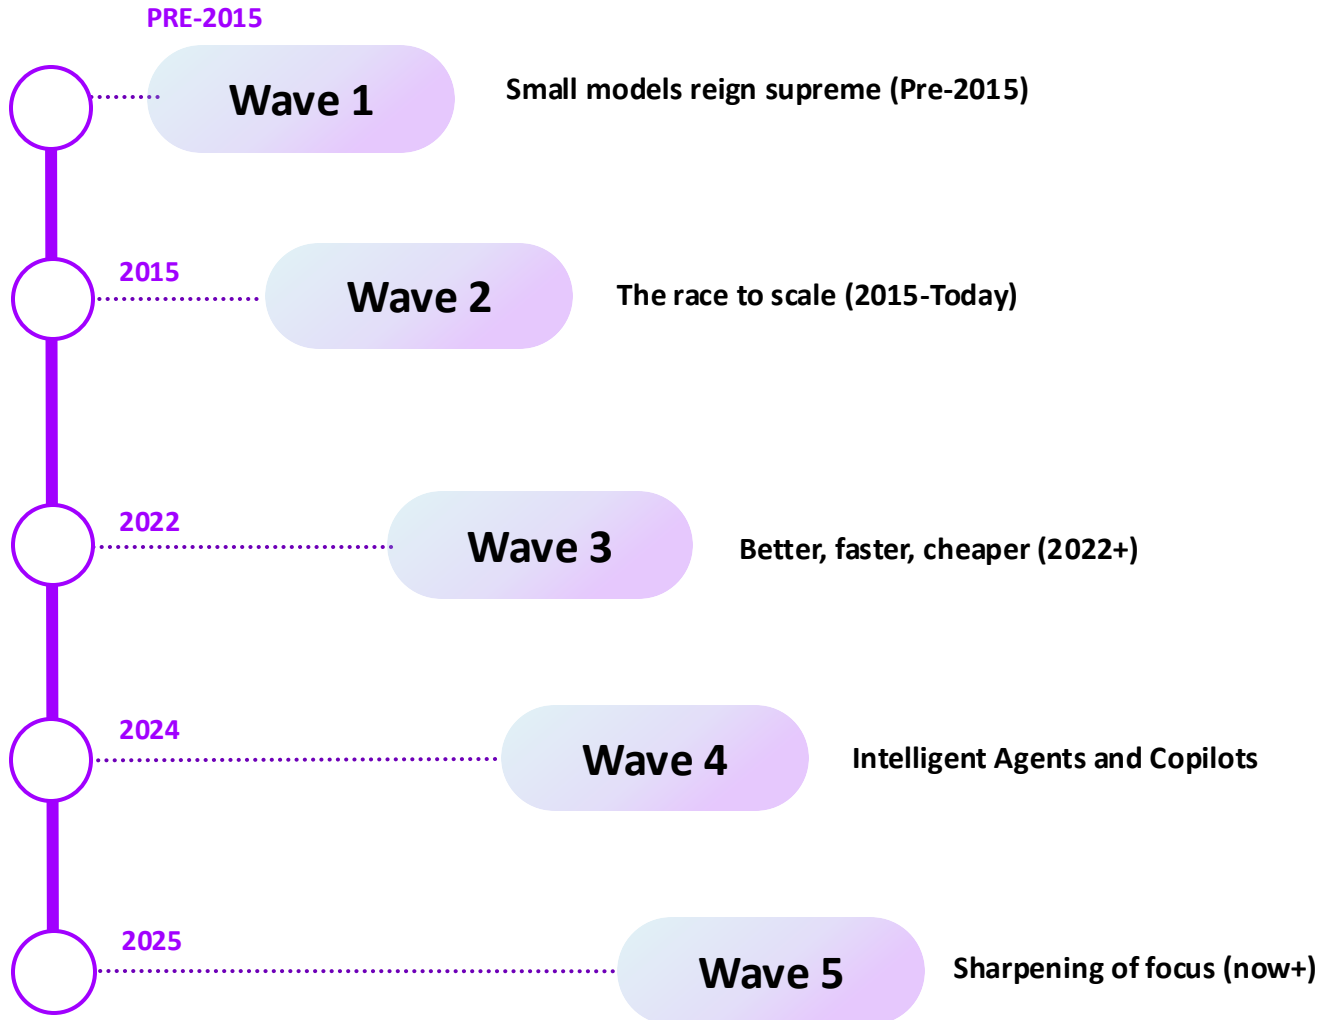 PRE-2015
Wave 1
Small models reign supreme (Pre-2015)
2015
Wave 2
The race to scale (2015-Today)
2022
Wave 3
Better, faster, cheaper (2022+)
2024
Wave 4
Intelligent Agents and Copilots
2025
Wave 5
Sharpening of focus (now+)